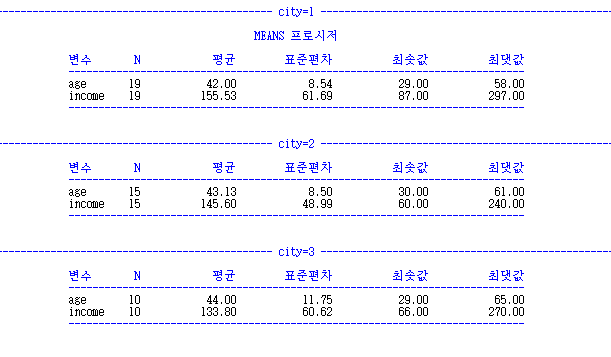 city=1
MEANS 프로시저
변수 N 평균 표준편차 최솟값 최댓값
age 19 42.00 8.54 29.00 58.00
income 19 155.53 61.69 87.00 297.00
city=2
변수 N 평균 표준편차 최솟값 최댓값
age 15 43.13 8.50 30.00 61.00
income 15 145.60 48.99 60.00 240.00
city=3
변수 N 평균 표준편차 최솟값 최댓값
age 10 44.00 11.75 29.00 65.00
income 10 133.80 60.62 66.00 270.00